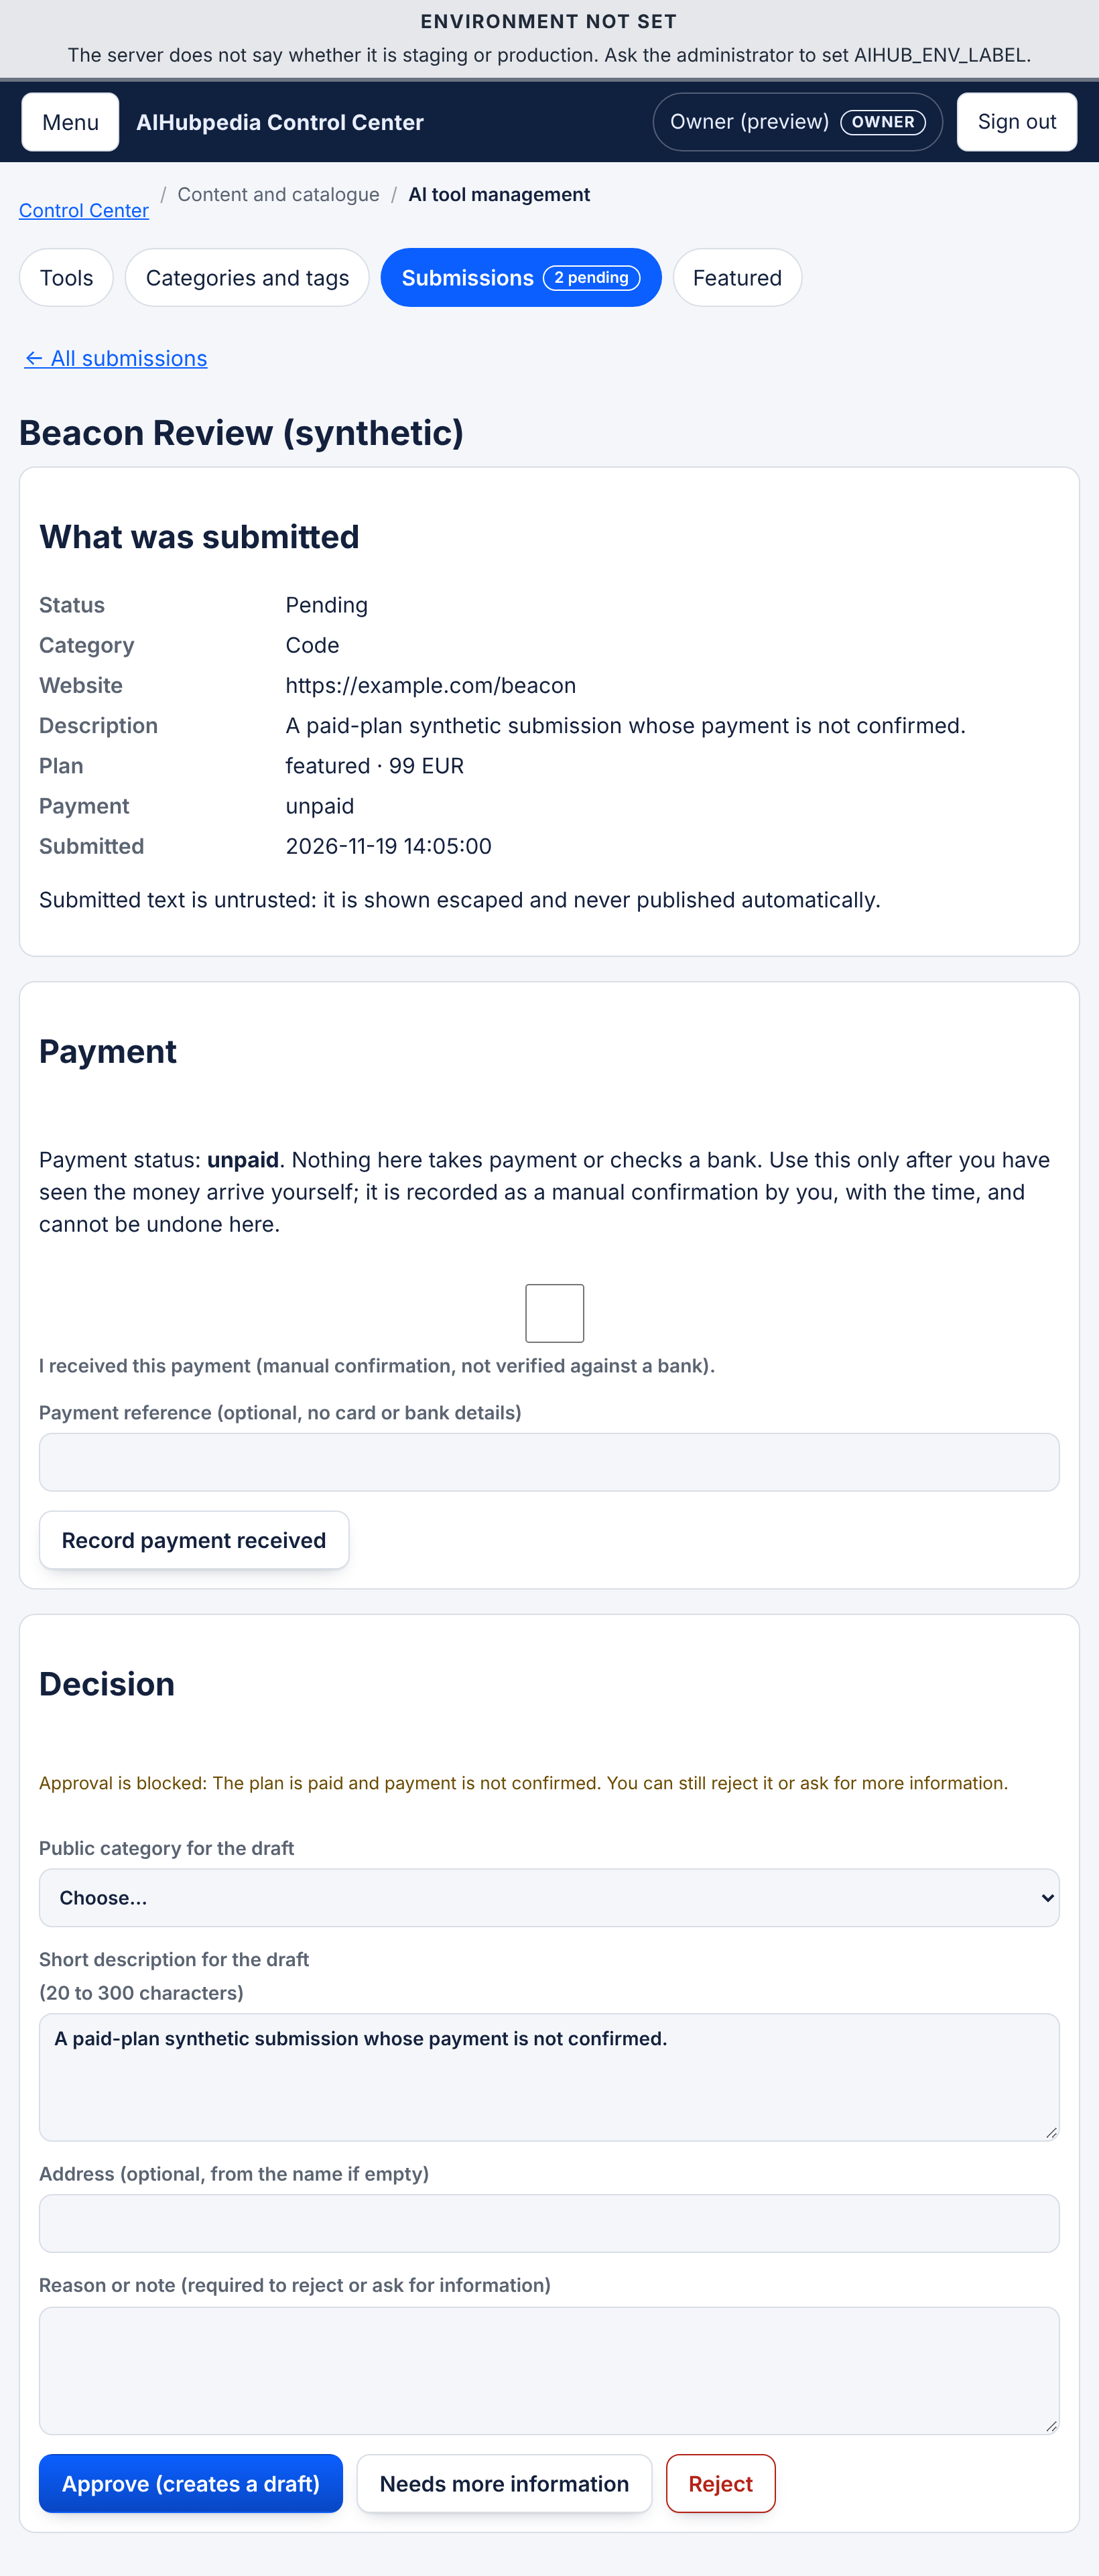 ENVIRONMENT NOT SET
The server does not say whether it is staging or production. Ask the administrator to set AIHUB_ENV_LABEL.
Menu
AIHubpedia Control Center
Owner (preview) OWNER
Sign out
Control Center / Content and catalogue / AI tool management
Tools
Categories and tags
Submissions 2 pending
Featured
← All submissions
Beacon Review (synthetic)
What was submitted
Status Pending
Category Code
Website https://example.com/beacon
Description A paid-plan synthetic submission whose payment is not confirmed.
Plan featured · 99 EUR
Payment unpaid
Submitted 2026-11-19 14:05:00
Submitted text is untrusted: it is shown escaped and never published automatically.
Payment
Payment status: unpaid. Nothing here takes payment or checks a bank. Use this only after you have
seen the money arrive yourself; it is recorded as a manual confirmation by you, with the time, and
cannot be undone here.
I received this payment (manual confirmation, not verified against a bank).
Payment reference (optional, no card or bank details)
Record payment received
Decision
Approval is blocked: The plan is paid and payment is not confirmed. You can still reject it or ask for more information.
Public category for the draft
Choose...
Short description for the draft
(20 to 300 characters)
A paid-plan synthetic submission whose payment is not confirmed.
Address (optional, from the name if empty)
Reason or note (required to reject or ask for information)
Approve (creates a draft)
Needs more information
Reject